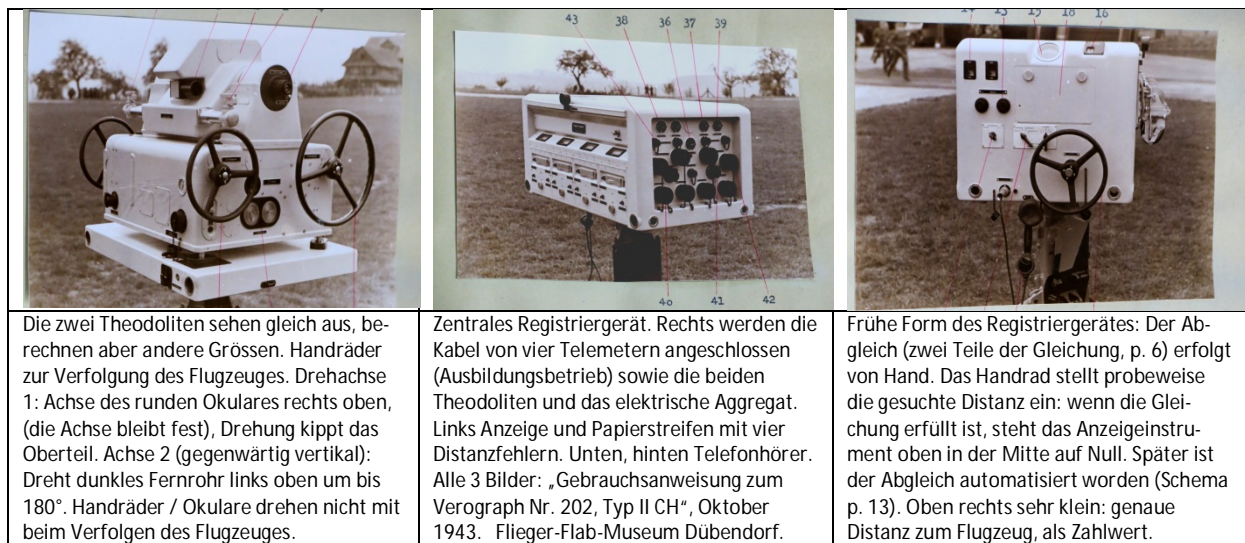 43 38 36 37 39
40 41 42
14 13 15 18 16
Die zwei Theodoliten sehen gleich aus, be-
rechnen aber andere Grössen. Handräder
zur Verfolgung des Flugzeuges. Drehachse
1: Achse des runden Okulares rechts oben,
(die Achse bleibt fest), Drehung kippt das
Oberteil. Achse 2 (gegenwärtig vertikal):
Dreht dunkles Fernrohr links oben um bis
180°. Handräder / Okulare drehen nicht mit
beim Verfolgen des Flugzeuges.
Zentrales Registriergerät. Rechts werden die
Kabel von vier Telemetern angeschlossen
(Ausbildungsbetrieb) sowie die beiden
Theodoliten und das elektrische Aggregat.
Links Anzeige und Papierstreifen mit vier
Distanzfehlern. Unten, hinten Telefonhörer.
Alle 3 Bilder: „Gebrauchsanweisung zum
Verograph Nr. 202, Typ II CH“, Oktober
1943. Flieger-Flab-Museum Dübendorf.
Frühe Form des Registriergerätes: Der Ab-
gleich (zwei Teile der Gleichung, p. 6) erfolgt
von Hand. Das Handrad stellt probeweise
die gesuchte Distanz ein: wenn die Glei-
chung erfüllt ist, steht das Anzeigeinstru-
ment oben in der Mitte auf Null. Später ist
der Abgleich automatisiert worden (Schema
p. 13). Oben rechts sehr klein: genaue
Distanz zum Flugzeug, als Zahlwert.